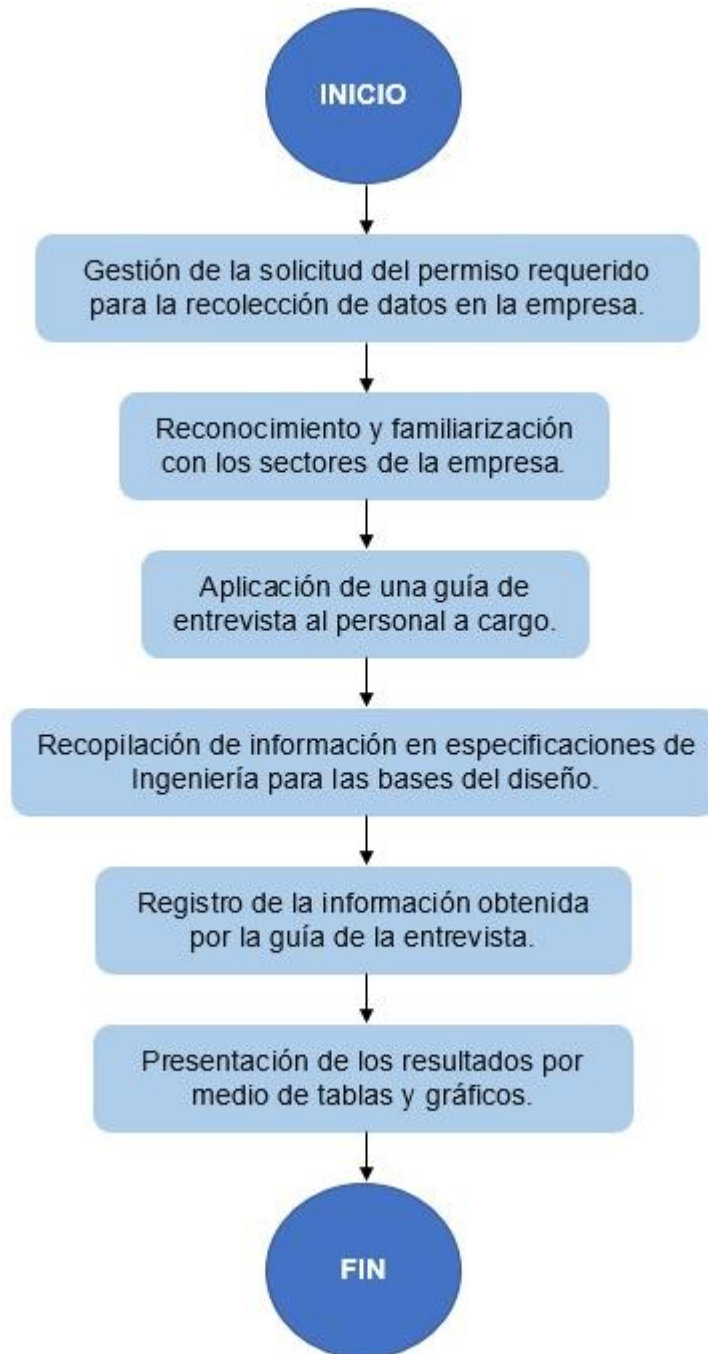 INICIO
Gestión de la solicitud del permiso requerido
para la recolección de datos en la empresa.
Reconocimiento y familiarización
con los sectores de la empresa.
Aplicación de una guía de
entrevista al personal a cargo.
Recopilación de información en especificaciones de
Ingeniería para las bases del diseño.
Registro de la información obtenida
por la guía de la entrevista.
Presentación de los resultados por
medio de tablas y gráficos.
FIN